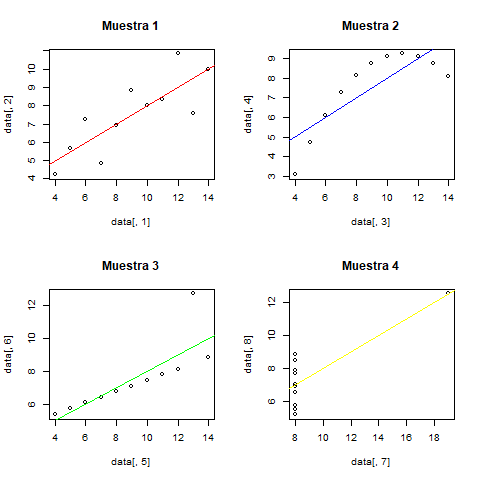 Muestra 1
data[, 2]
4 5 6 7 8 9 10
4 6 8 10 12 14
data[, 1]
Muestra 2
data[, 4]
3 4 5 6 7 8 9
4 6 8 10 12 14
data[, 3]
Muestra 3
data[, 6]
6 8 10 12
4 6 8 10 12 14
data[, 5]
Muestra 4
data[, 8]
6 8 10 12
8 10 12 14 16 18
data[, 7]